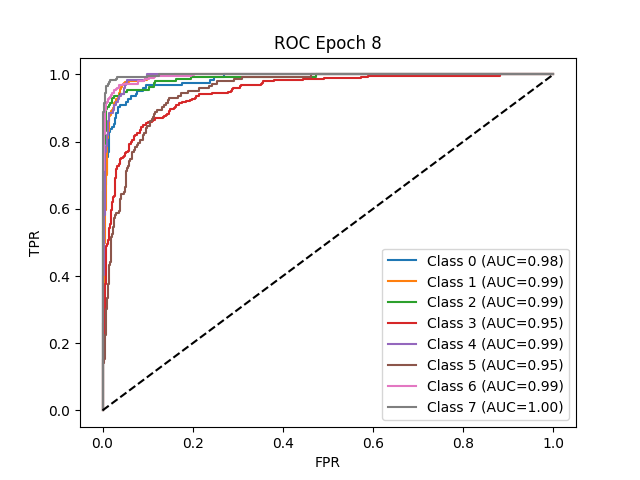 ROC Epoch 8
1.0
0.8
0.6
0.4
0.2
0.0
TPR
Class 0 (AUC=0.98)
Class 1 (AUC=0.99)
Class 2 (AUC=0.99)
Class 3 (AUC=0.95)
Class 4 (AUC=0.99)
Class 5 (AUC=0.95)
Class 6 (AUC=0.99)
Class 7 (AUC=1.00)
0.0 0.2 0.4 0.6 0.8 1.0
FPR